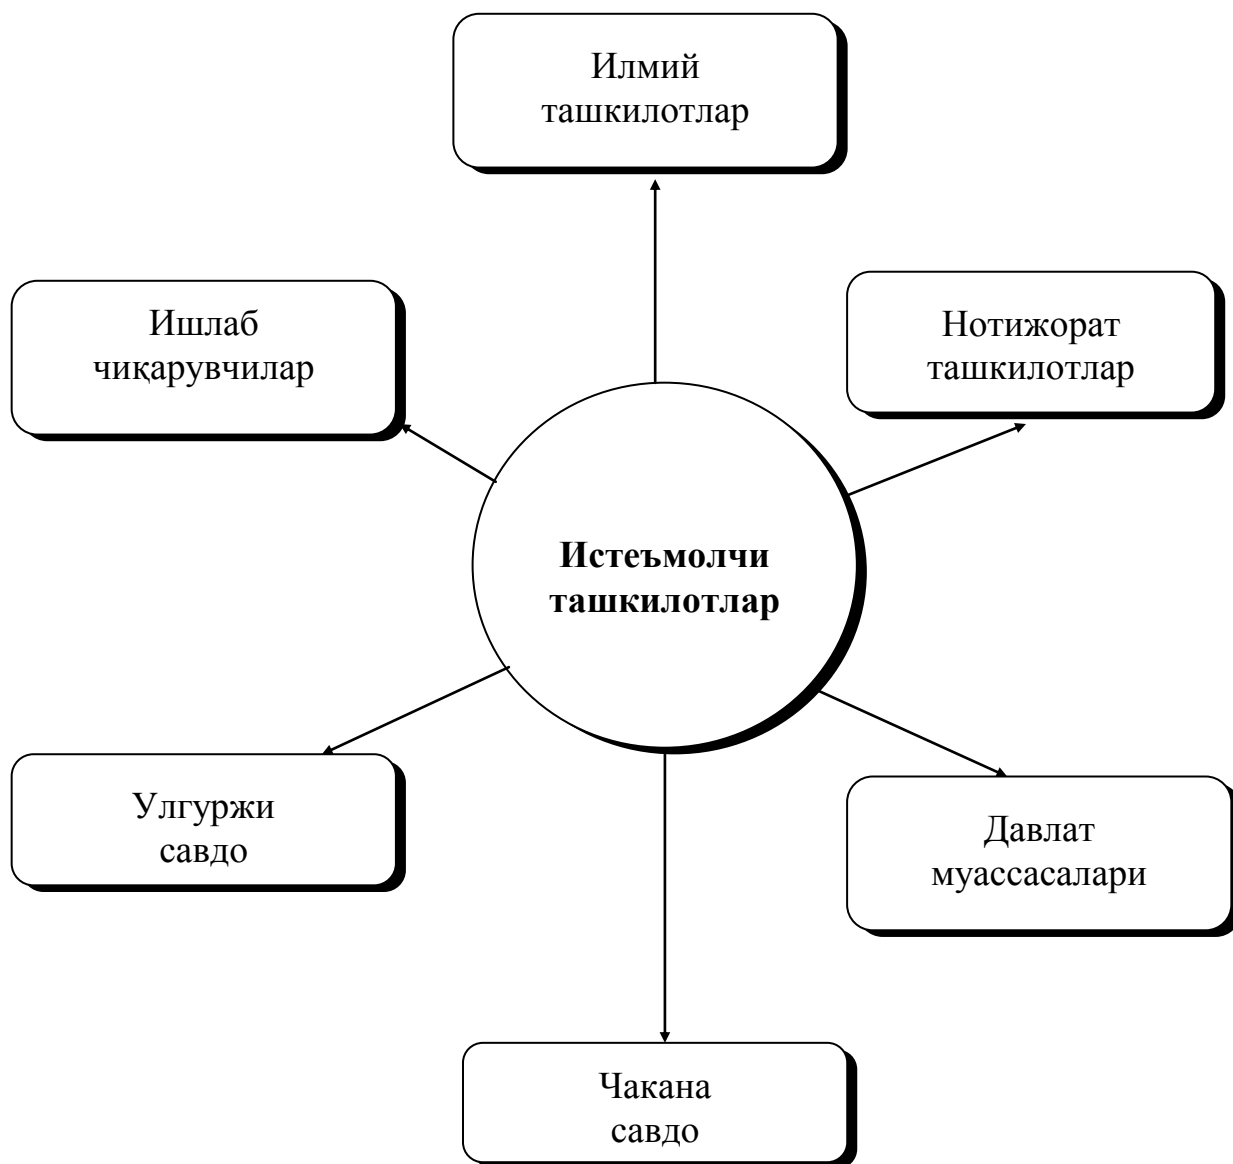 Илмий
ташкилотлар
Ишлаб
чиқарувчилар
Нотижорат
ташкилотлар
Истеъмолчи
ташкилотлар
Улгуржи
савдо
Давлат
муассасалари
Чакана
савдо